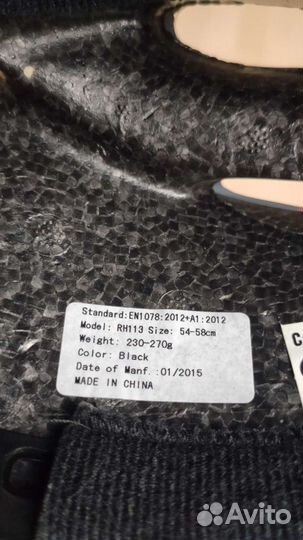 Standard:EN1078:2012+A1:2012
Model: RH113 Size: 54-58cm
Weight: 230-270g
Color: Black
Date of Manf.:01/2015
MADE IN CHINA
Avito